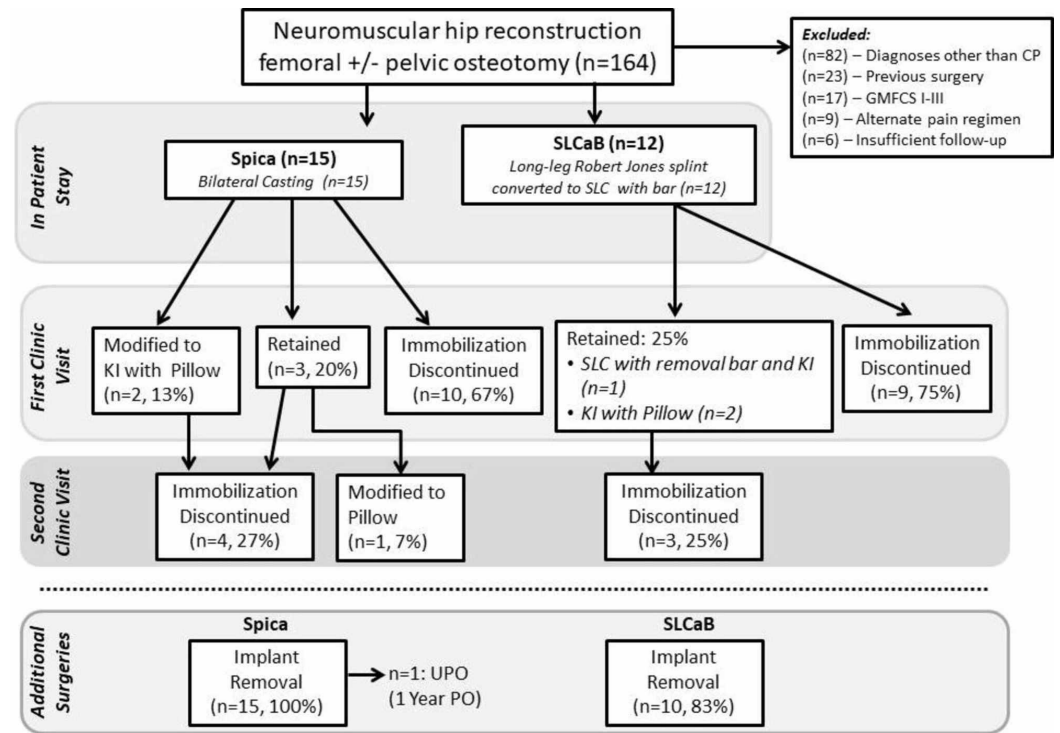 Neuromuscular hip reconstruction
femoral +/- pelvic osteotomy (n=164)
Excluded:
(n=82) – Diagnoses other than CP
(n=23) – Previous surgery
(n=17) – GMFCS I-III
(n=9) – Alternate pain regimen
(n=6) – Insufficient follow-up
In Patient
Stay
Spica (n=15)
Bilateral Casting (n=15)
SLCaB (n=12)
Long-leg Robert Jones splint
converted to SLC with bar (n=12)
First Clinic
Visit
Modified to
KI with Pillow
(n=2, 13%)
Retained
(n=3, 20%)
Immobilization
Discontinued
(n=10, 67%)
Retained: 25%
• SLC with removal bar and KI
(n=1)
• KI with Pillow (n=2)
Immobilization
Discontinued
(n=9, 75%)
Second
Clinic Visit
Immobilization
Discontinued
(n=4, 27%)
Modified to
Pillow
(n=1, 7%)
Immobilization
Discontinued
(n=3, 25%)
Additional
Surgeries
Spica
Implant
Removal
(n=15, 100%)
n=1: UPO
(1 Year PO)
SLCaB
Implant
Removal
(n=10, 83%)